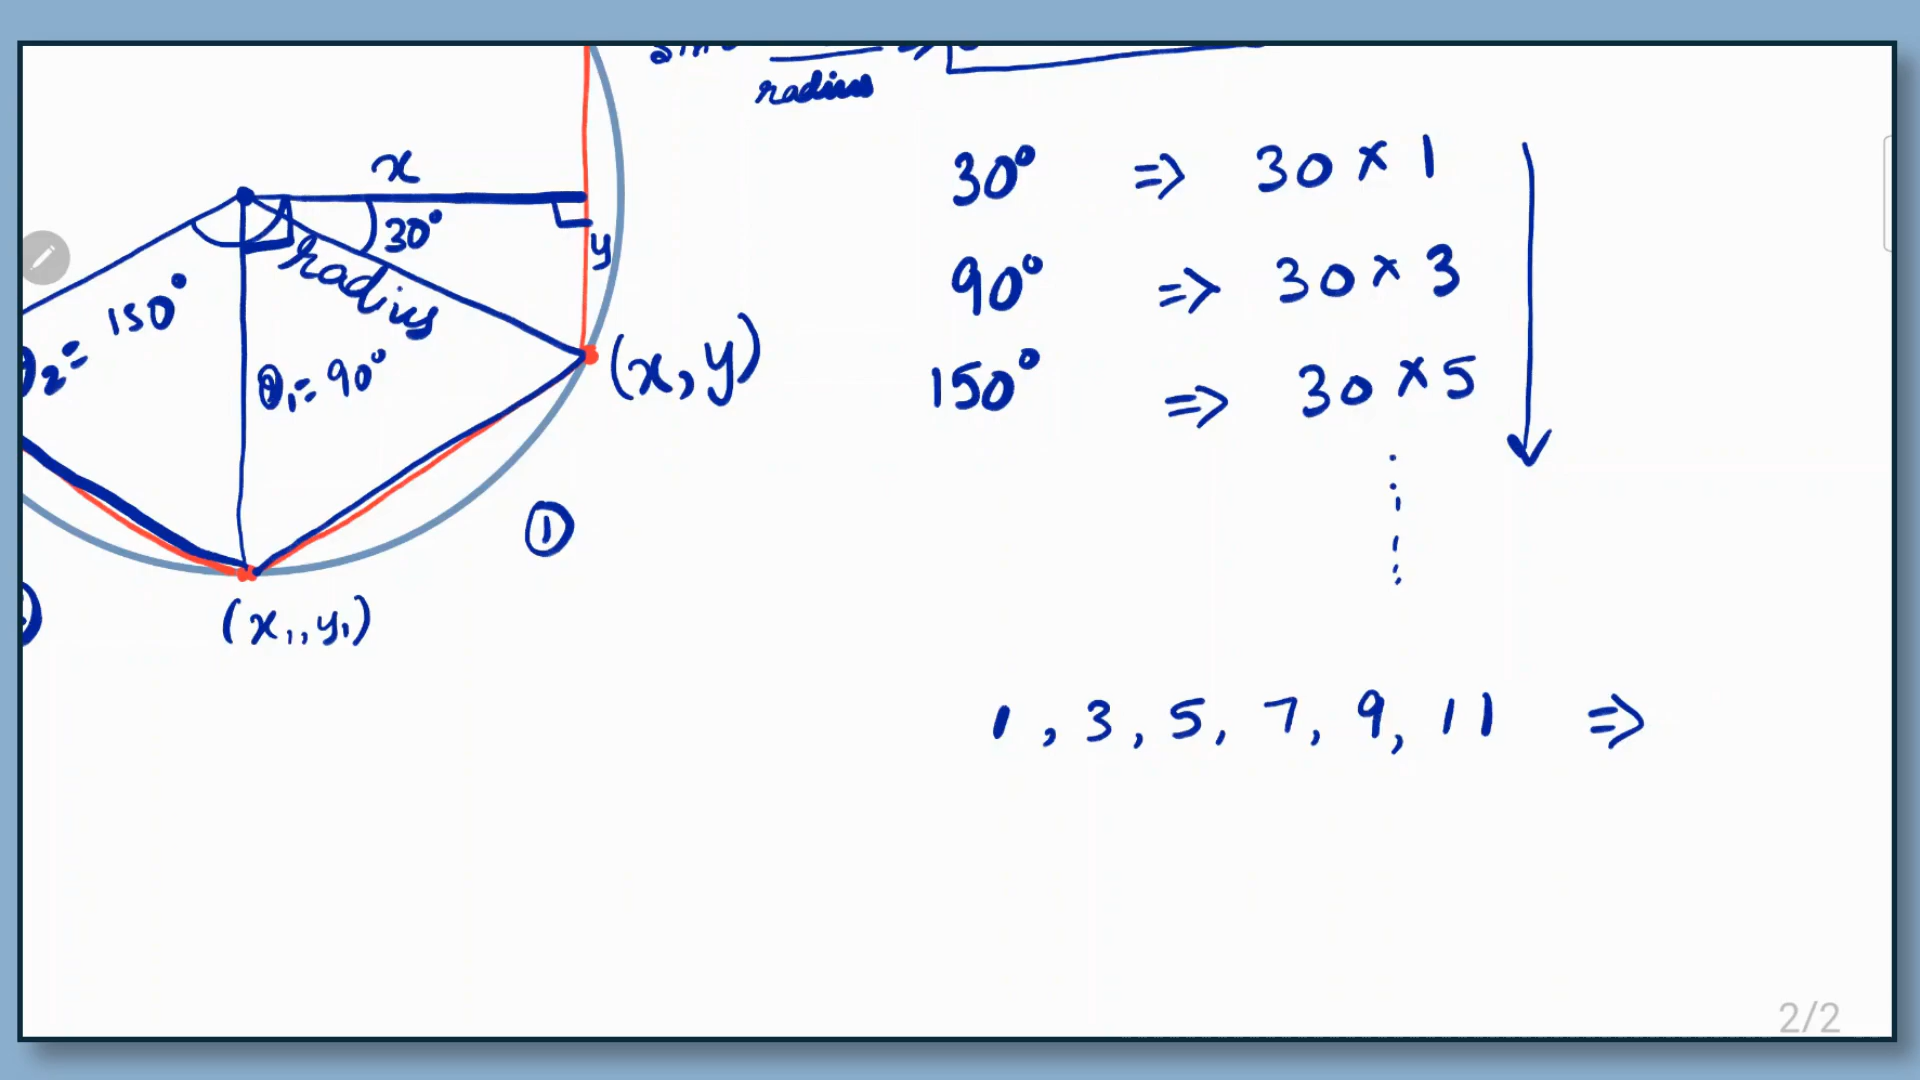 radius
x
30°
y
radius
150°
θ₁=90°
(x,y)
①
(x₁,y₁)
30° ⇒ 30 × 1
90° ⇒ 30 × 3
150° ⇒ 30 × 5
1, 3, 5, 7, 9, 11 ⇒
2/2